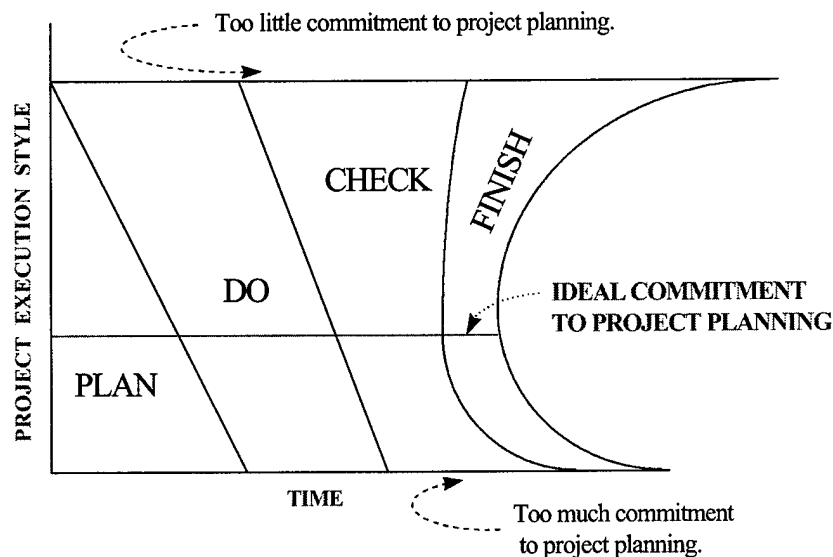 Too little commitment to project planning.
PROJECT EXECUTION STYLE
CHECK
FINISH
DO
IDEAL COMMITMENT
TO PROJECT PLANNING
PLAN
TIME
Too much commitment
to project planning.